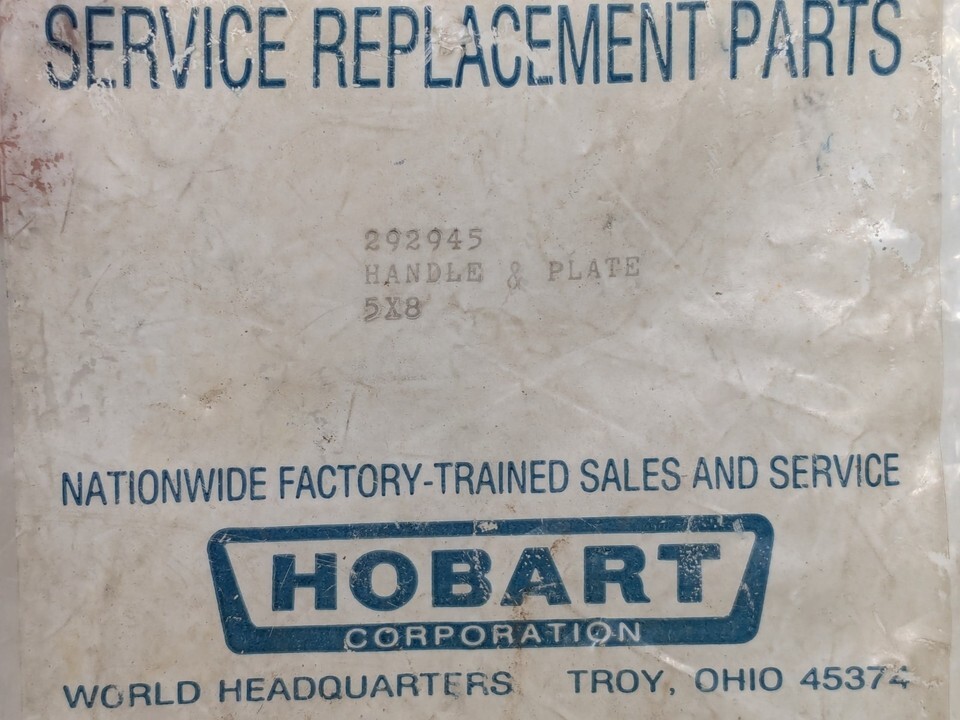 SERVICE REPLACEMENT PARTS
292945
HANDLE & PLATE
5X8
NATIONWIDE FACTORY-TRAINED SALES AND SERVICE
HOBART
CORPORATION
WORLD HEADQUARTERS TROY, OHIO 45374